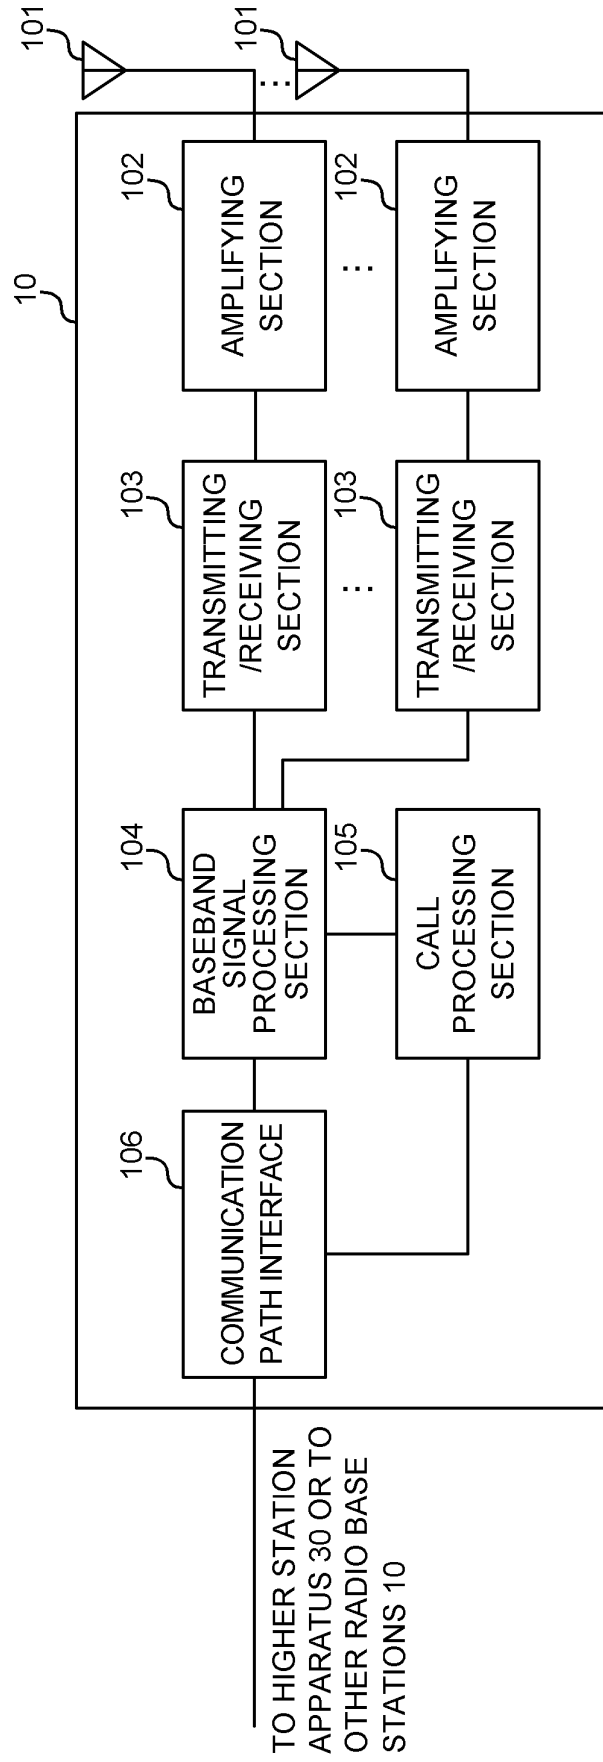 10
106
COMMUNICATION
PATH INTERFACE
104
BASEBAND
SIGNAL
PROCESSING
SECTION
103
TRANSMITTING
/RECEIVING
SECTION
102
AMPLIFYING
SECTION
101
...
101
...
...
105
CALL
PROCESSING
SECTION
103
TRANSMITTING
/RECEIVING
SECTION
102
AMPLIFYING
SECTION
TO HIGHER STATION
APPARATUS 30 OR TO
OTHER RADIO BASE
STATIONS 10